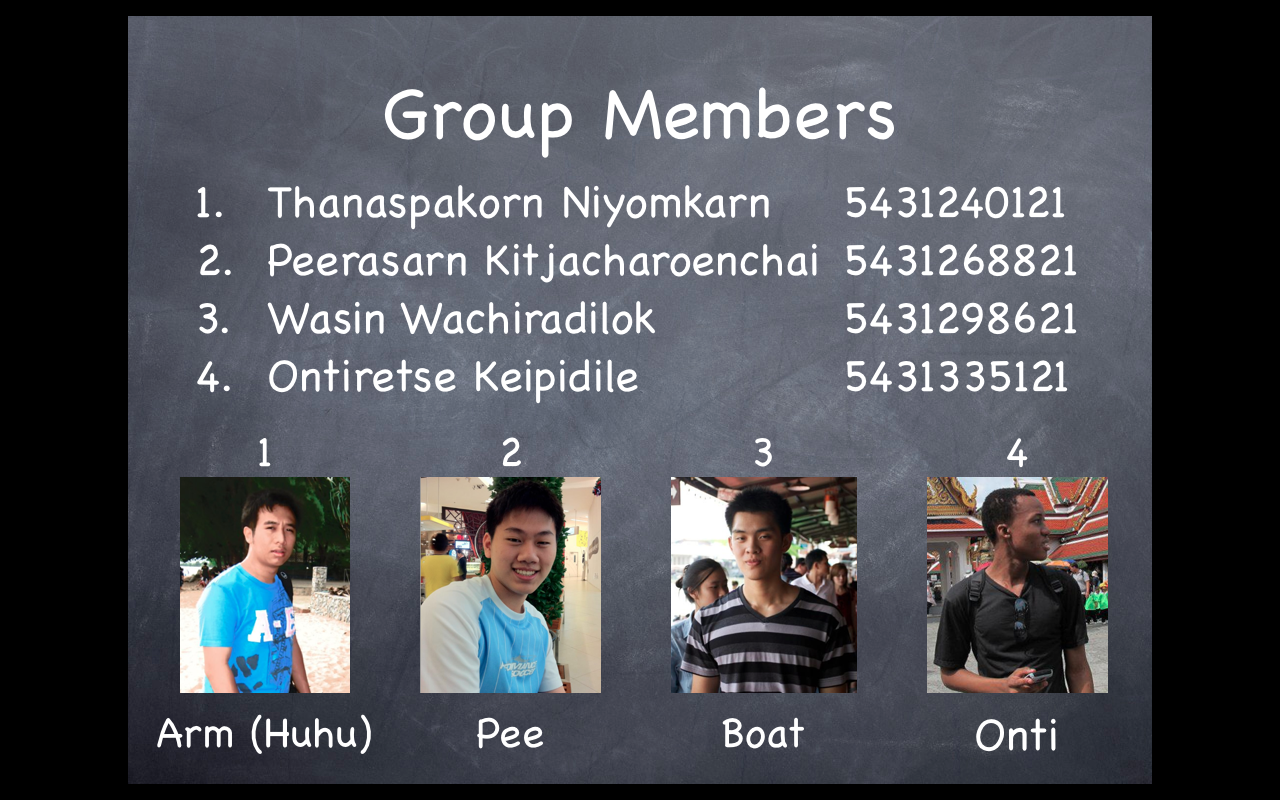 Group Members
1. Thanaspakorn Niyomkarn 5431240121
2. Peerasarn Kitjacharoenchai 5431268821
3. Wasin Wachiradilok 5431298621
4. Ontiretse Keipidile 5431335121
1 2 3 4
Arm (Huhu) Pee Boat Onti